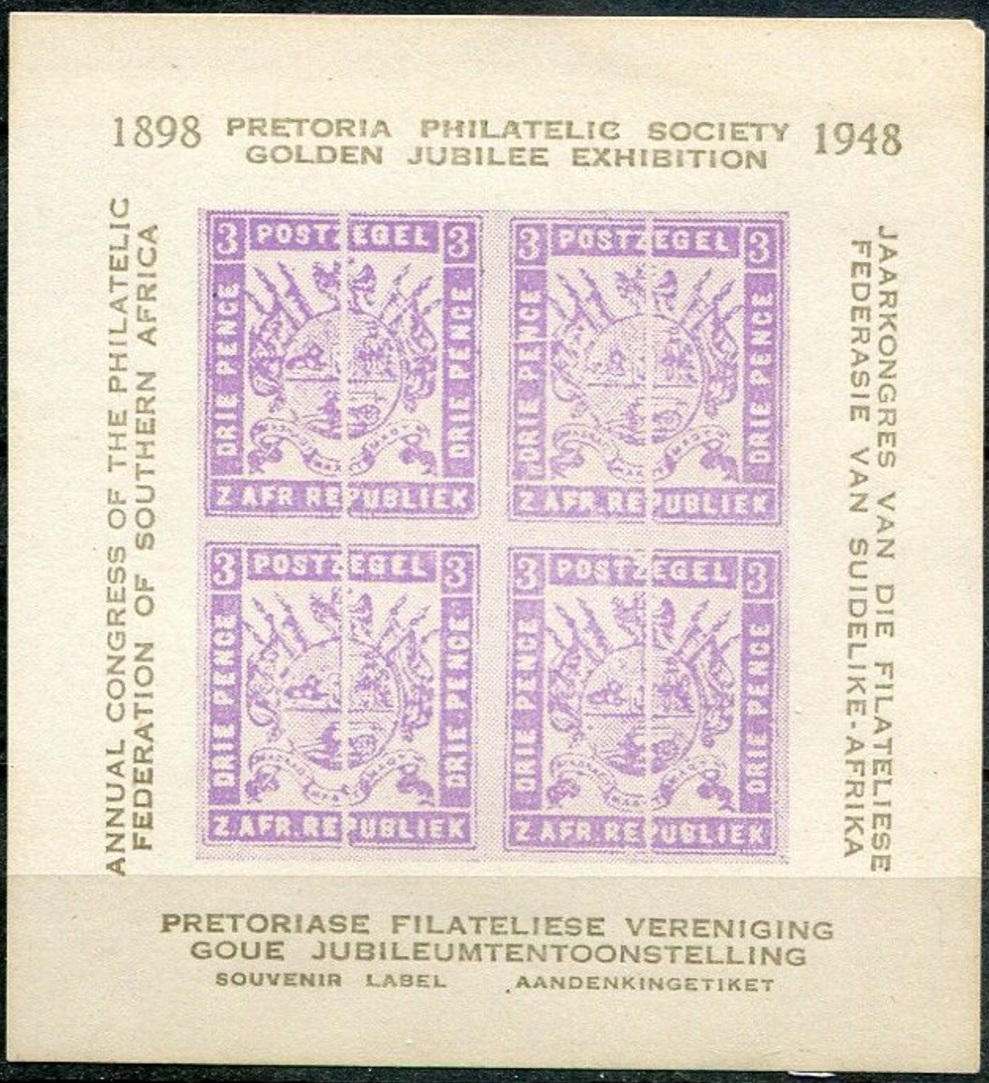 1898 PRETORIA PHILATELIC SOCIETY 1948
GOLDEN JUBILEE EXHIBITION
ANNUAL CONGRESS OF THE PHILATELIC
FEDERATION OF SOUTHERN AFRICA
3 POSTZEGEL 3
DRIE PENCE
DRIE PENCE
Z.AFR.REPUBLIEK
3 POSTZEGEL 3
DRIE PENCE
DRIE PENCE
Z.AFR.REPUBLIEK
3 POSTZEGEL 3
DRIE PENCE
DRIE PENCE
Z.AFR.REPUBLIEK
3 POSTZEGEL 3
DRIE PENCE
DRIE PENCE
Z.AFR.REPUBLIEK
JAARKONGRES VAN DIE FILATELIESE
FEDERASIE VAN SUIDELIKE-AFRIKA
PRETORIASE FILATELIESE VERENIGING
GOUE JUBILEUMTENTOONSTELLING
SOUVENIR LABEL AANDENKINGETIKET